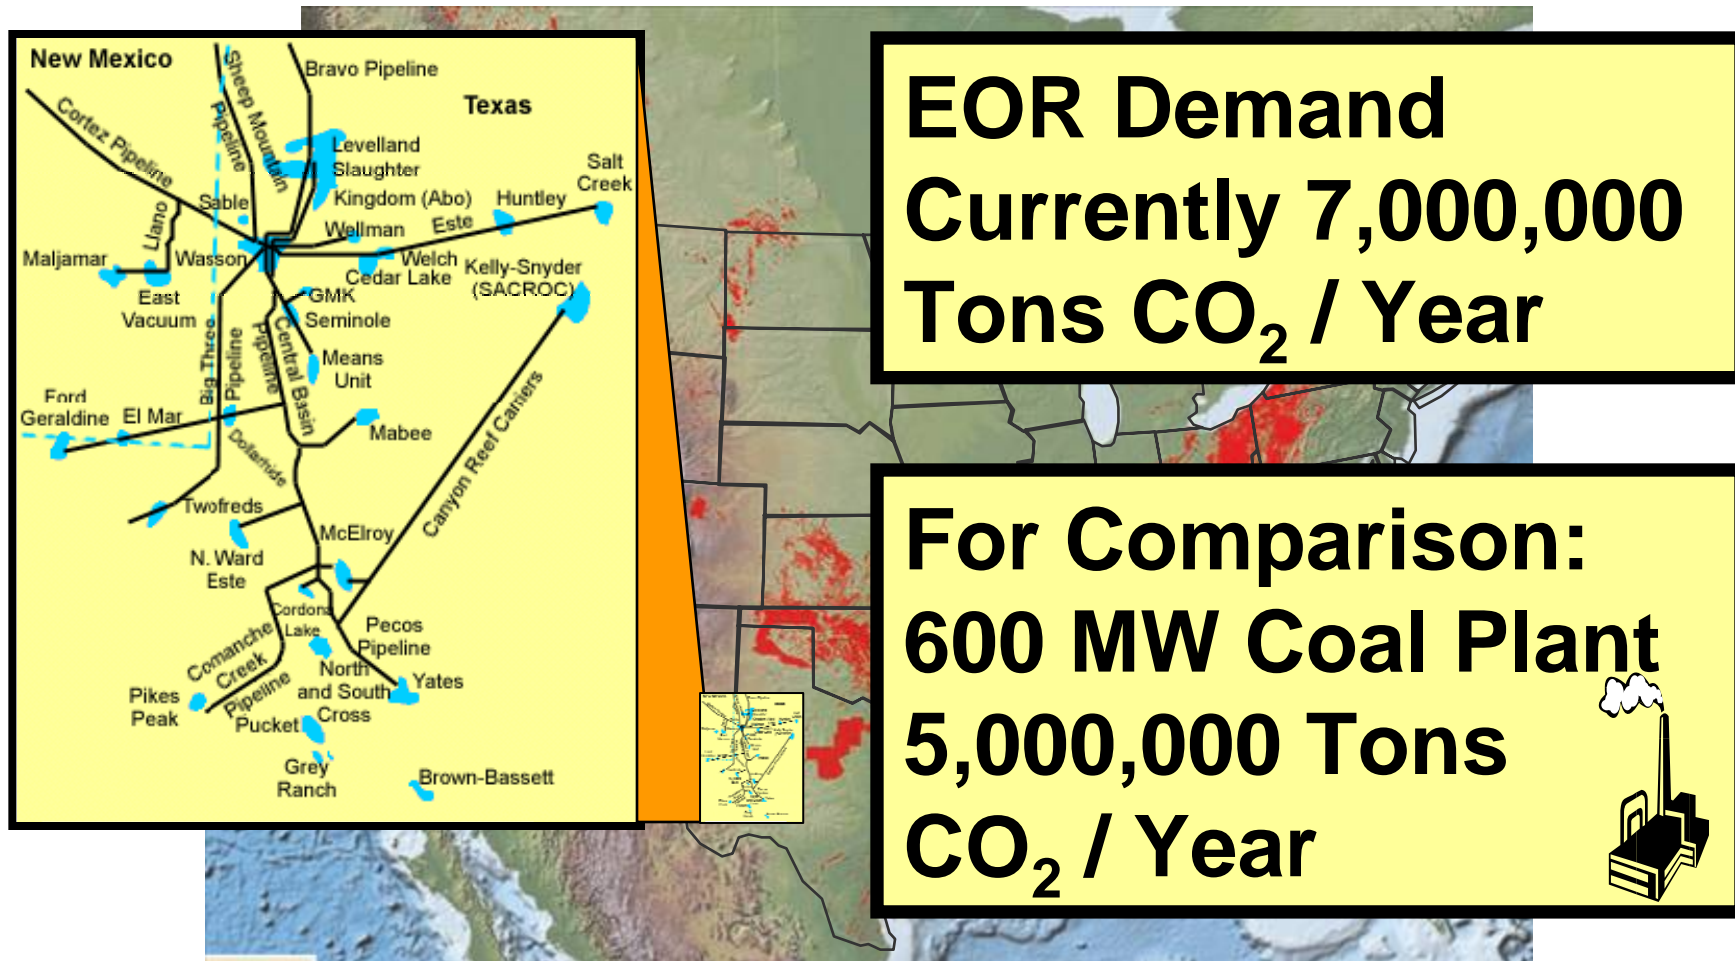 New Mexico
Texas
Bravo Pipeline
Sheep Mountain
Pipeline
Cortez Pipeline
Levelland
Slaughter
Kingdom (Abo)
Salt
Creek
Huntley
Este
Sable
Llano
Wellman
Maljamar
Wasson
Welch
Cedar Lake
Kelly-Snyder
(SACROC)
East
Vacuum
GMK
Seminole
Big Three
Pipeline
Central Basin
Pipeline
Means
Unit
Ford
Geraldine
El Mar
Dollarhide
Mabee
Canyon Reef Carriers
Twofreds
N. Ward
Este
McElroy
Cordona
Lake
Pecos
Pipeline
Comanche
Creek
Pipeline
North
and South
Cross
Yates
Pikes
Peak
Pucket
Grey
Ranch
Brown-Bassett
EOR Demand
Currently 7,000,000
Tons CO₂ / Year
For Comparison:
600 MW Coal Plant
5,000,000 Tons
CO₂ / Year